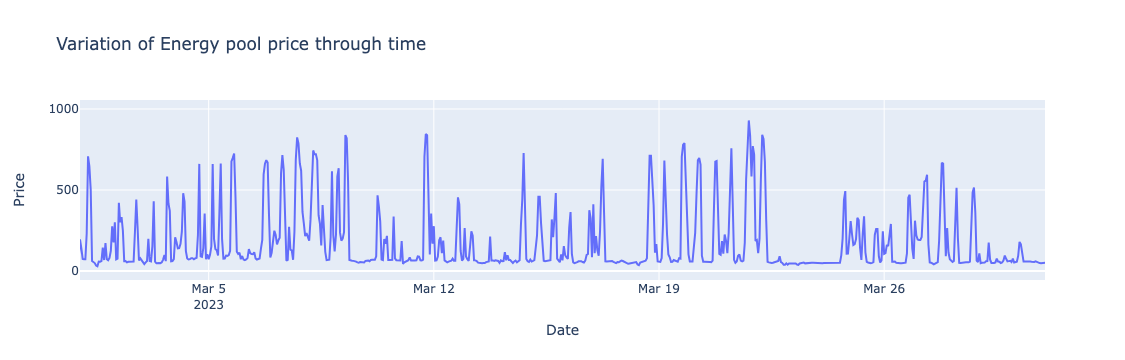 Variation of Energy pool price through time
1000
500
0
Price
Mar 5
2023
Mar 12
Mar 19
Mar 26
Date